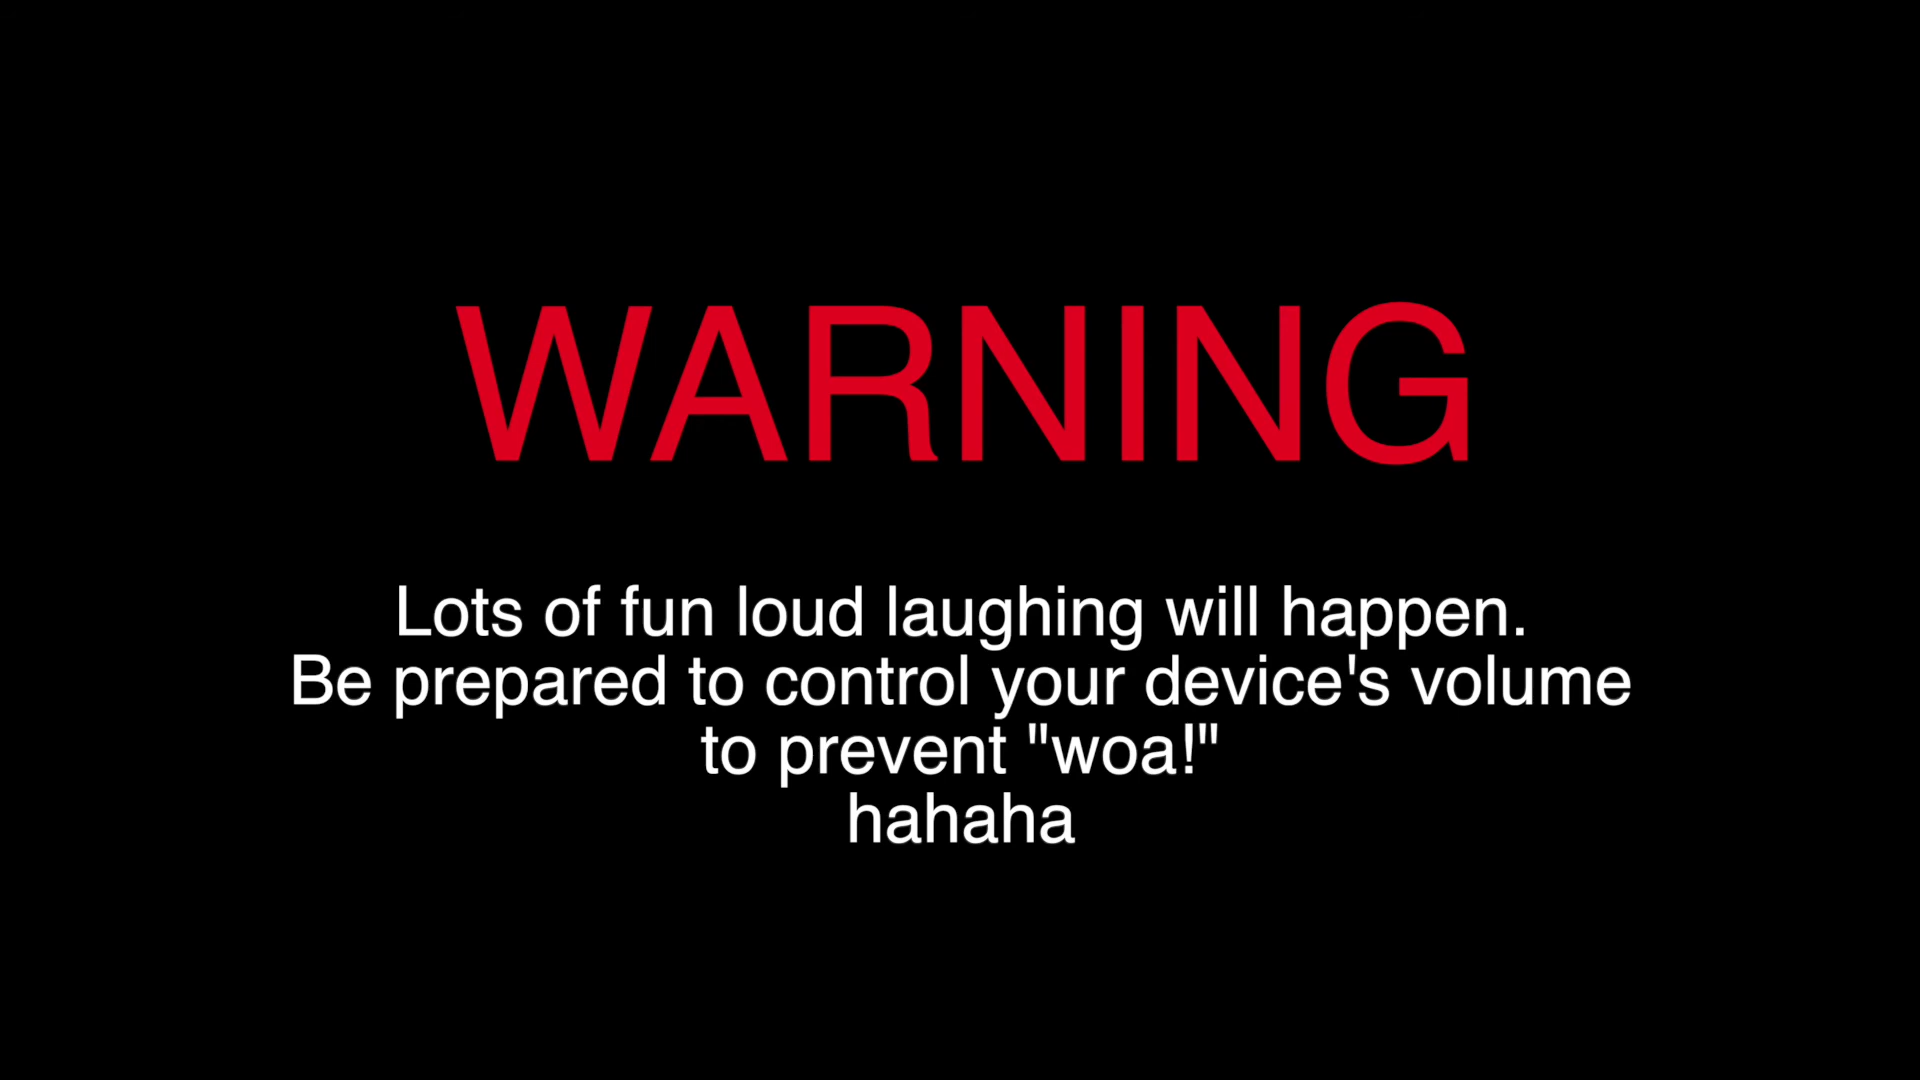 WARNING
Lots of fun loud laughing will happen.
Be prepared to control your device's volume
to prevent "woa!"
hahaha